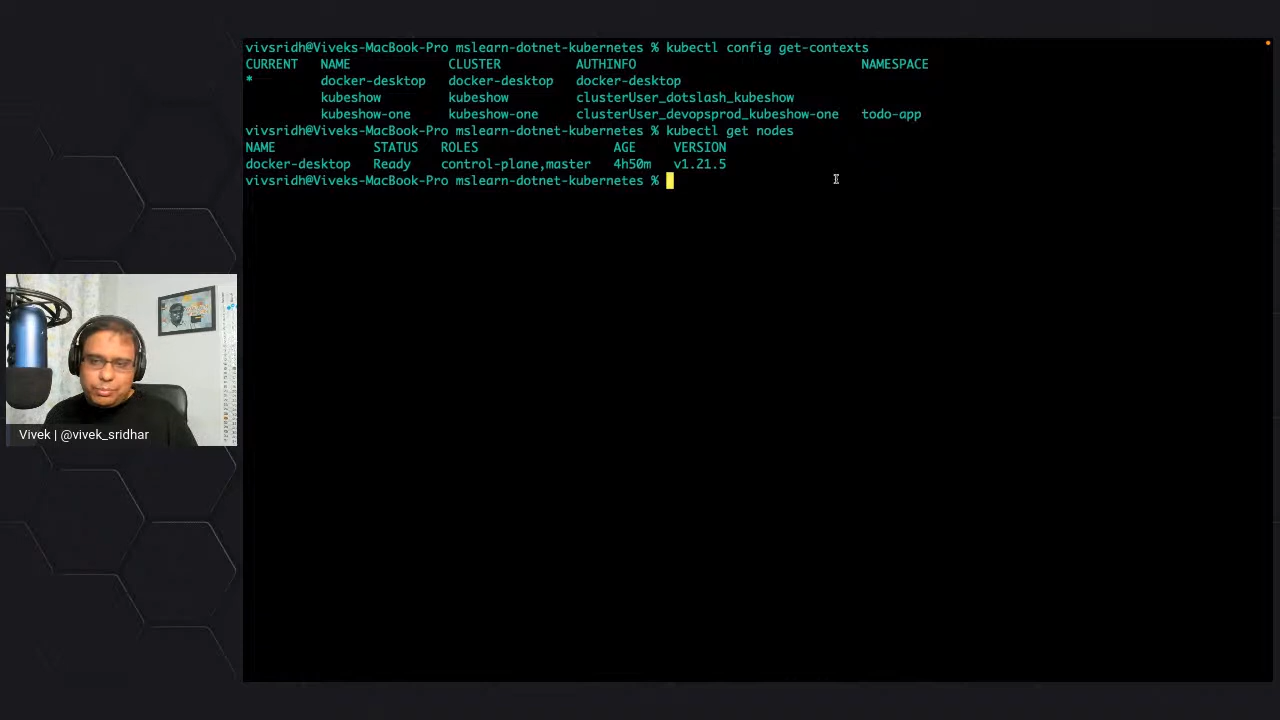 vivsridh@Viveks-MacBook-Pro mslearn-dotnet-kubernetes % kubectl config get-contexts
CURRENT NAME CLUSTER AUTHINFO NAMESPACE
* docker-desktop docker-desktop docker-desktop
kubeshow kubeshow clusterUser_dotslash_kubeshow
kubeshow-one kubeshow-one clusterUser_devopsprod_kubeshow-one todo-app
vivsridh@Viveks-MacBook-Pro mslearn-dotnet-kubernetes % kubectl get nodes
NAME STATUS ROLES AGE VERSION
docker-desktop Ready control-plane,master 4h50m v1.21.5
vivsridh@Viveks-MacBook-Pro mslearn-dotnet-kubernetes %
Vivek | @vivek_sridhar